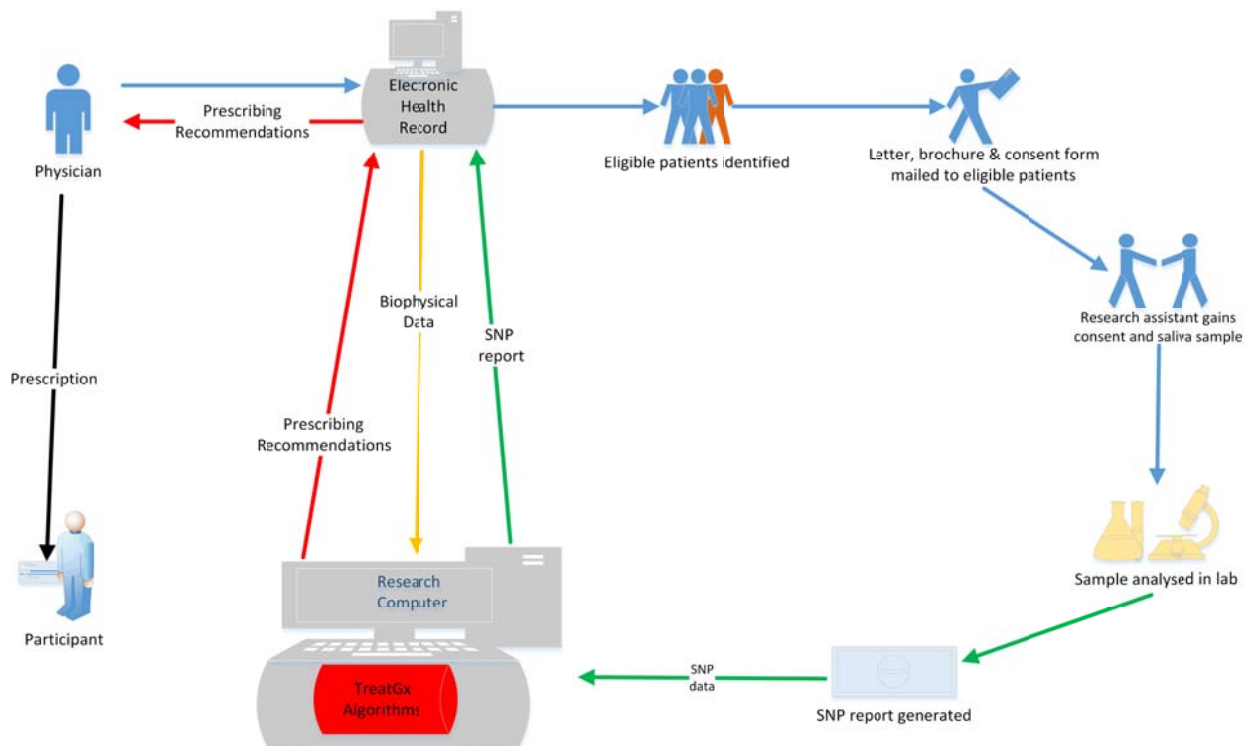 Electronic
Health
Record
Prescribing
Recommendations
Physician
Eligible patients identified
Letter, brochure & consent form
mailed to eligible patients
Research assistant gains
consent and saliva sample
Biophysical
Data
SNP
report
Prescription
Prescribing
Recommendations
Research
Computer
Sample analysed in lab
Participant
TreatGx
Algorithms
SNP
data
SNP report generated